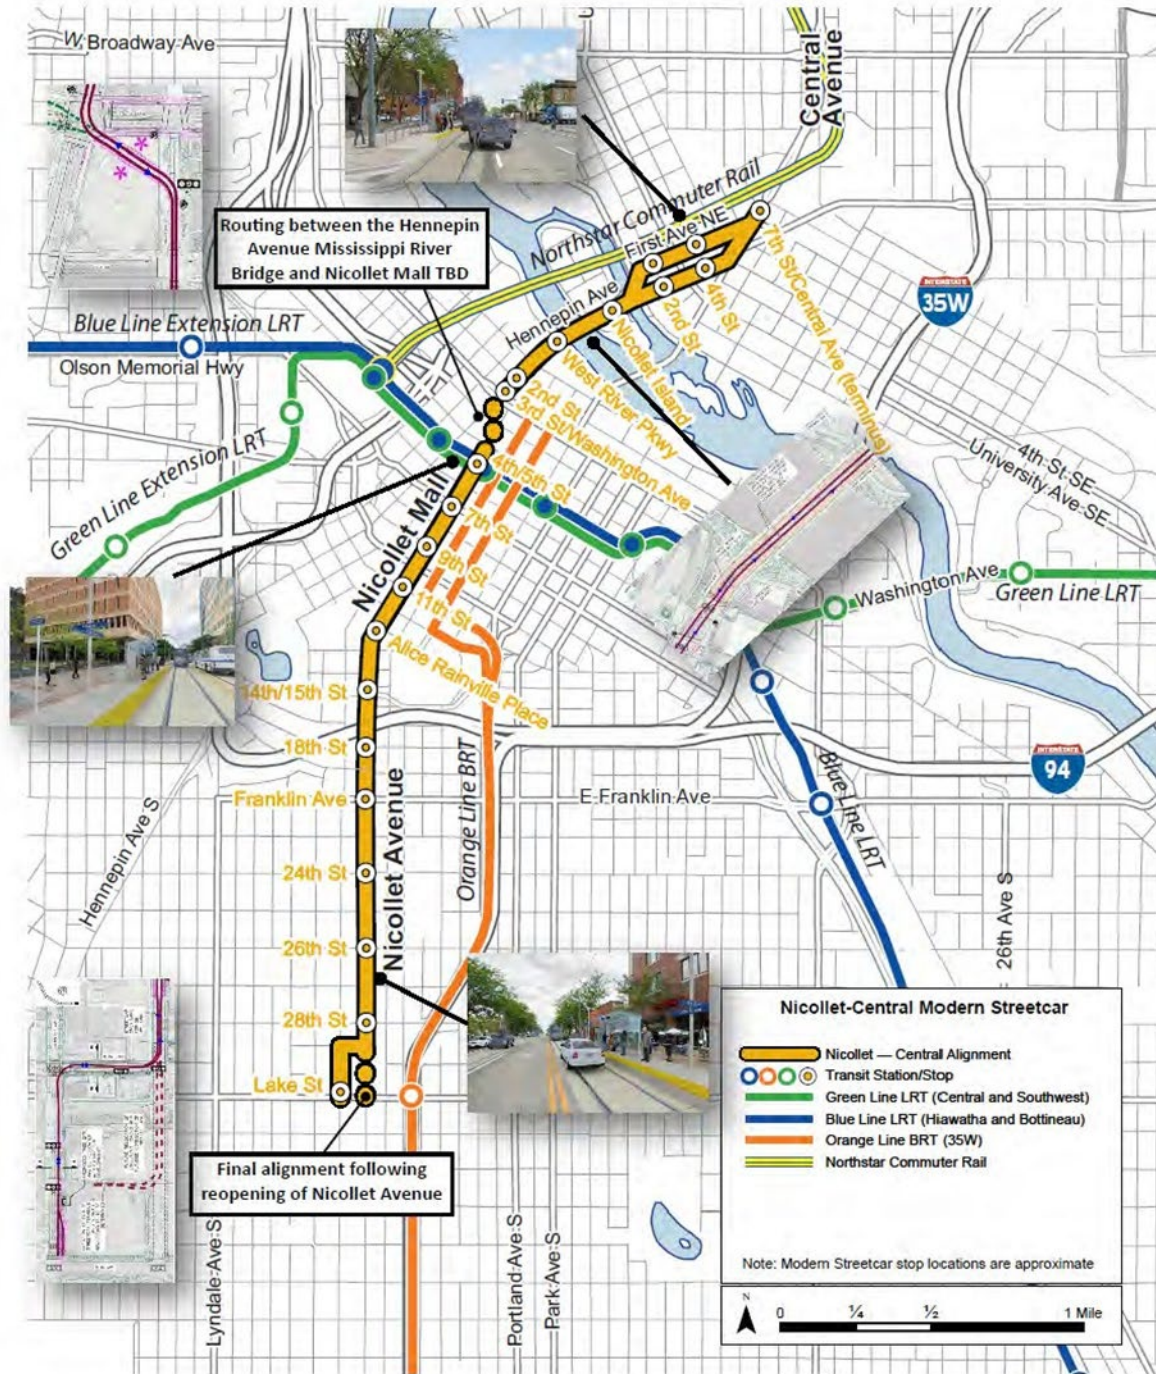 W. Broadway Ave
Central
Avenue
Northstar Commuter Rail
First Ave NE
Routing between the Hennepin
Avenue Mississippi River
Bridge and Nicollet Mall TBD
INTERSTATE
35W
Blue Line Extension LRT
Olson Memorial Hwy
Hennepin Ave
7th St/Central Ave (terminus)
4th St
2nd St
Nicollet Island
West River Pkwy
2nd St
3rd St/Washington Ave
4th/5th St
7th St
9th St
11th St
Alice Rainville Place
Green Line Extension LRT
Nicollet Mall
4th St SE
University Ave SE
Washington Ave
Green Line LRT
14th/15th St
18th St
Franklin Ave
24th St
26th St
28th St
Lake St
Nicollet Avenue
Orange Line BRT
E Franklin Ave
Blue Line LRT
INTERSTATE
94
Hennepin Ave S
26th Ave S
Final alignment following
reopening of Nicollet Avenue
Lyndale Ave S
Portland Ave S
Park Ave S
Nicollet-Central Modern Streetcar
Nicollet — Central Alignment
Transit Station/Stop
Green Line LRT (Central and Southwest)
Blue Line LRT (Hiawatha and Bottineau)
Orange Line BRT (35W)
Northstar Commuter Rail
Note: Modern Streetcar stop locations are approximate
N
0 ¼ ½ 1 Mile